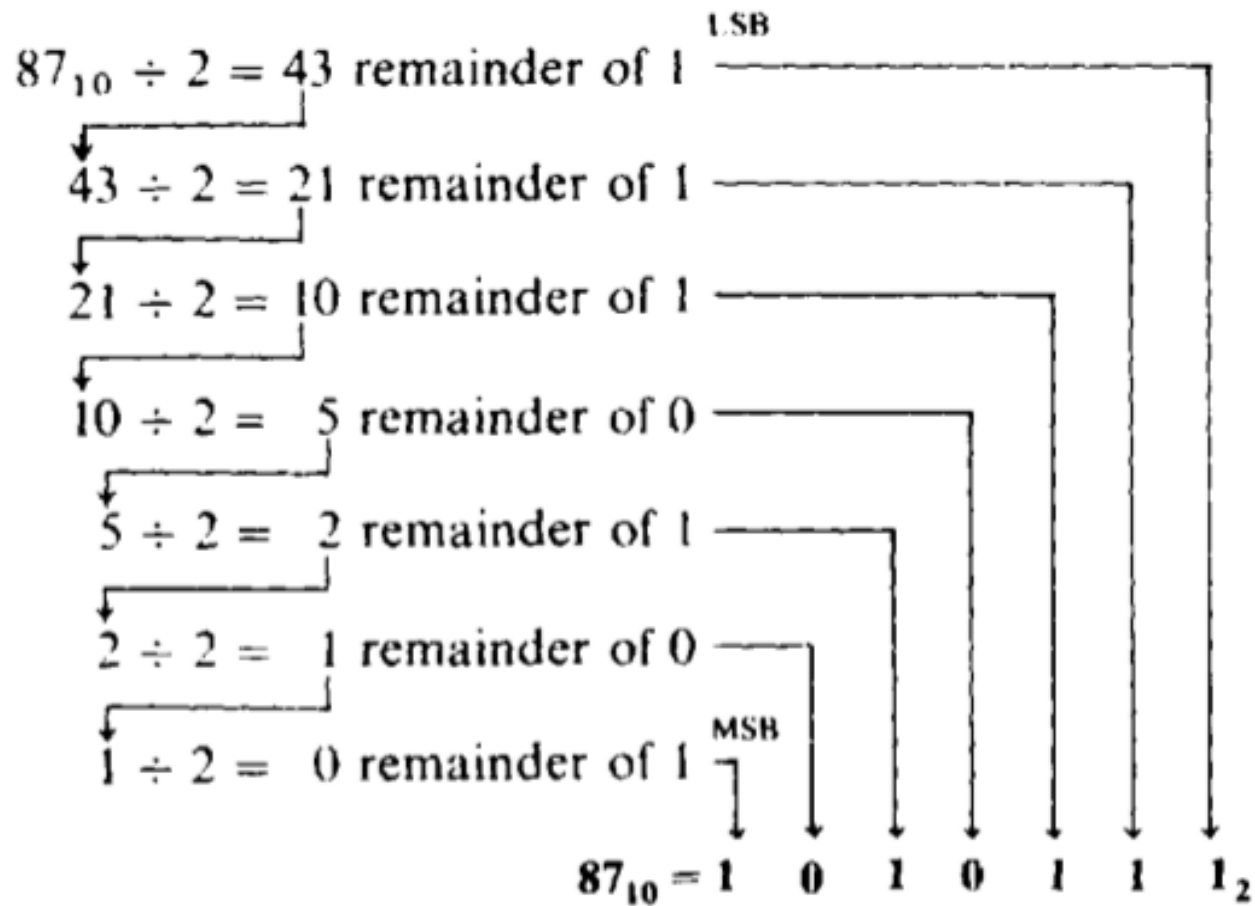 LSB
87₁₀ ÷ 2 = 43 remainder of 1
43 ÷ 2 = 21 remainder of 1
21 ÷ 2 = 10 remainder of 1
10 ÷ 2 = 5 remainder of 0
5 ÷ 2 = 2 remainder of 1
2 ÷ 2 = 1 remainder of 0
MSB
1 ÷ 2 = 0 remainder of 1
87₁₀ = 1 0 1 0 1 1 1₂